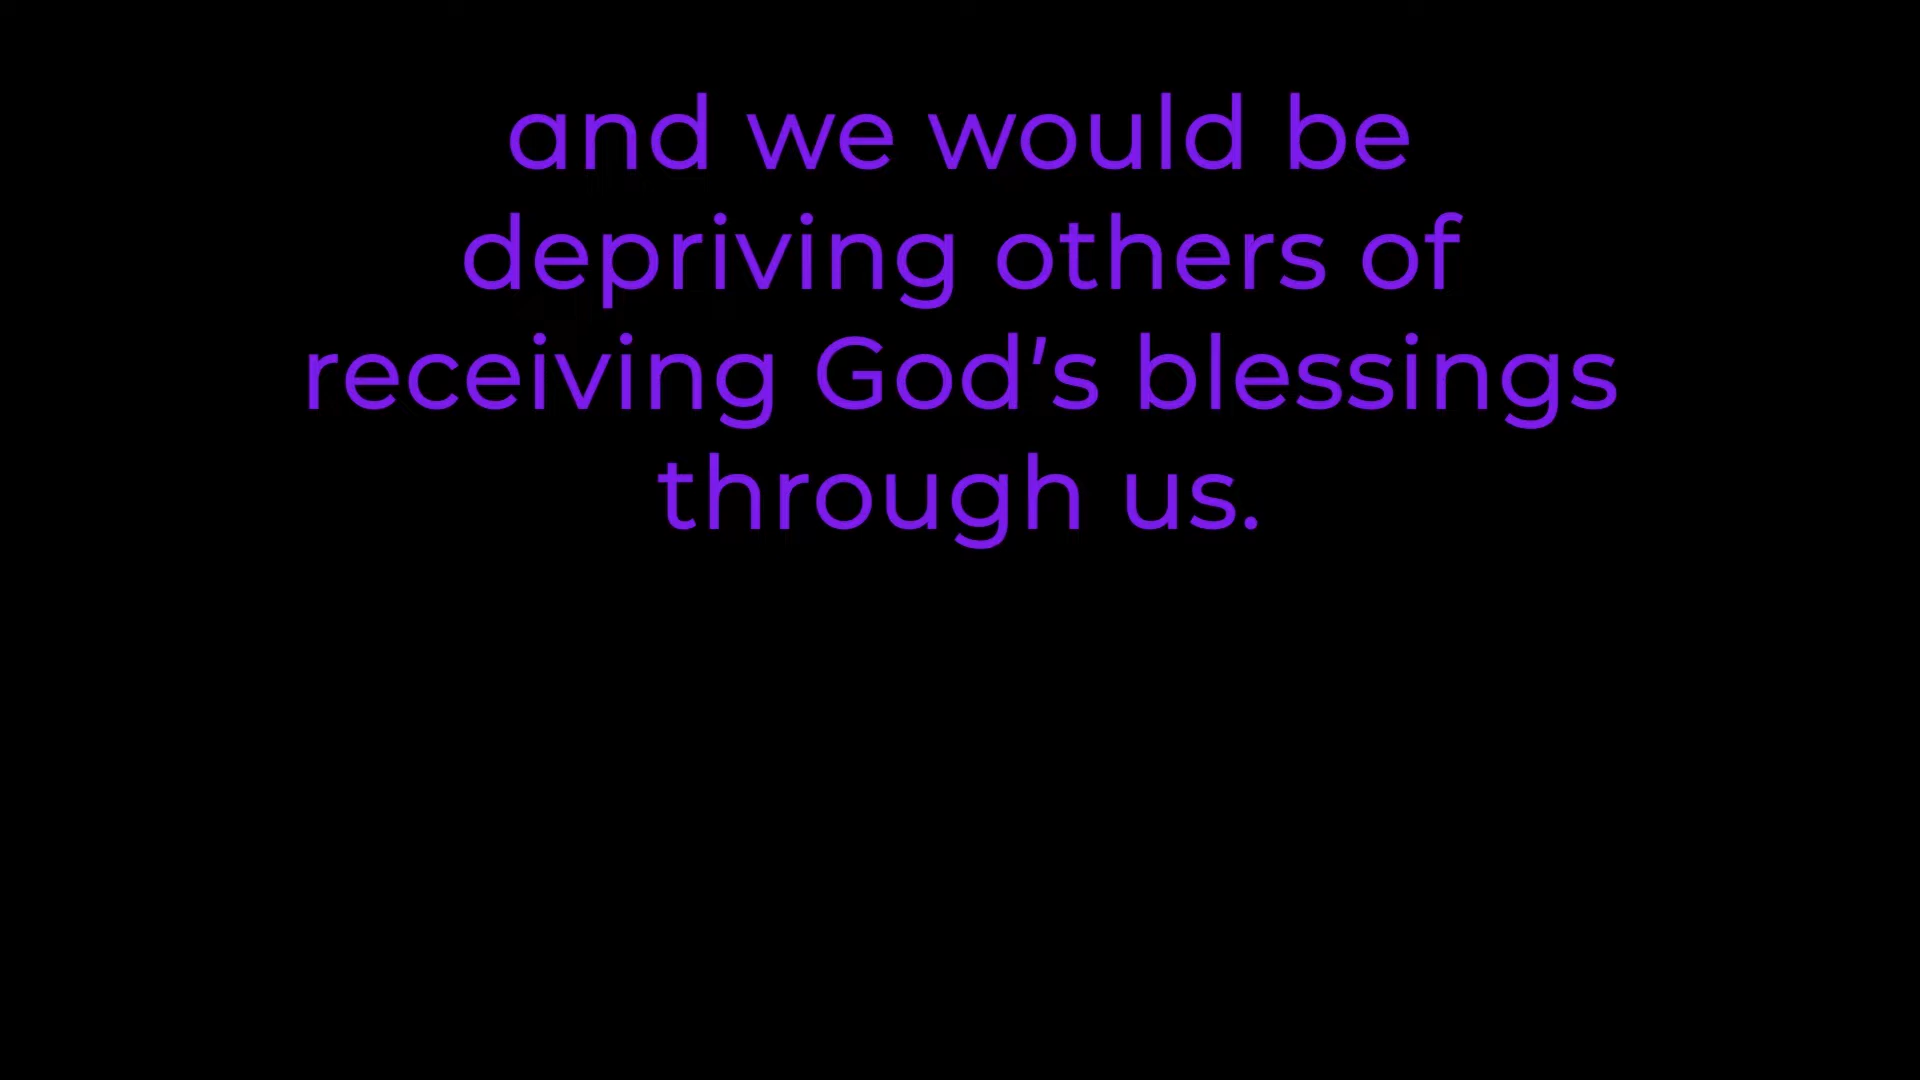 and we would be
depriving others of
receiving God's blessings
through us.